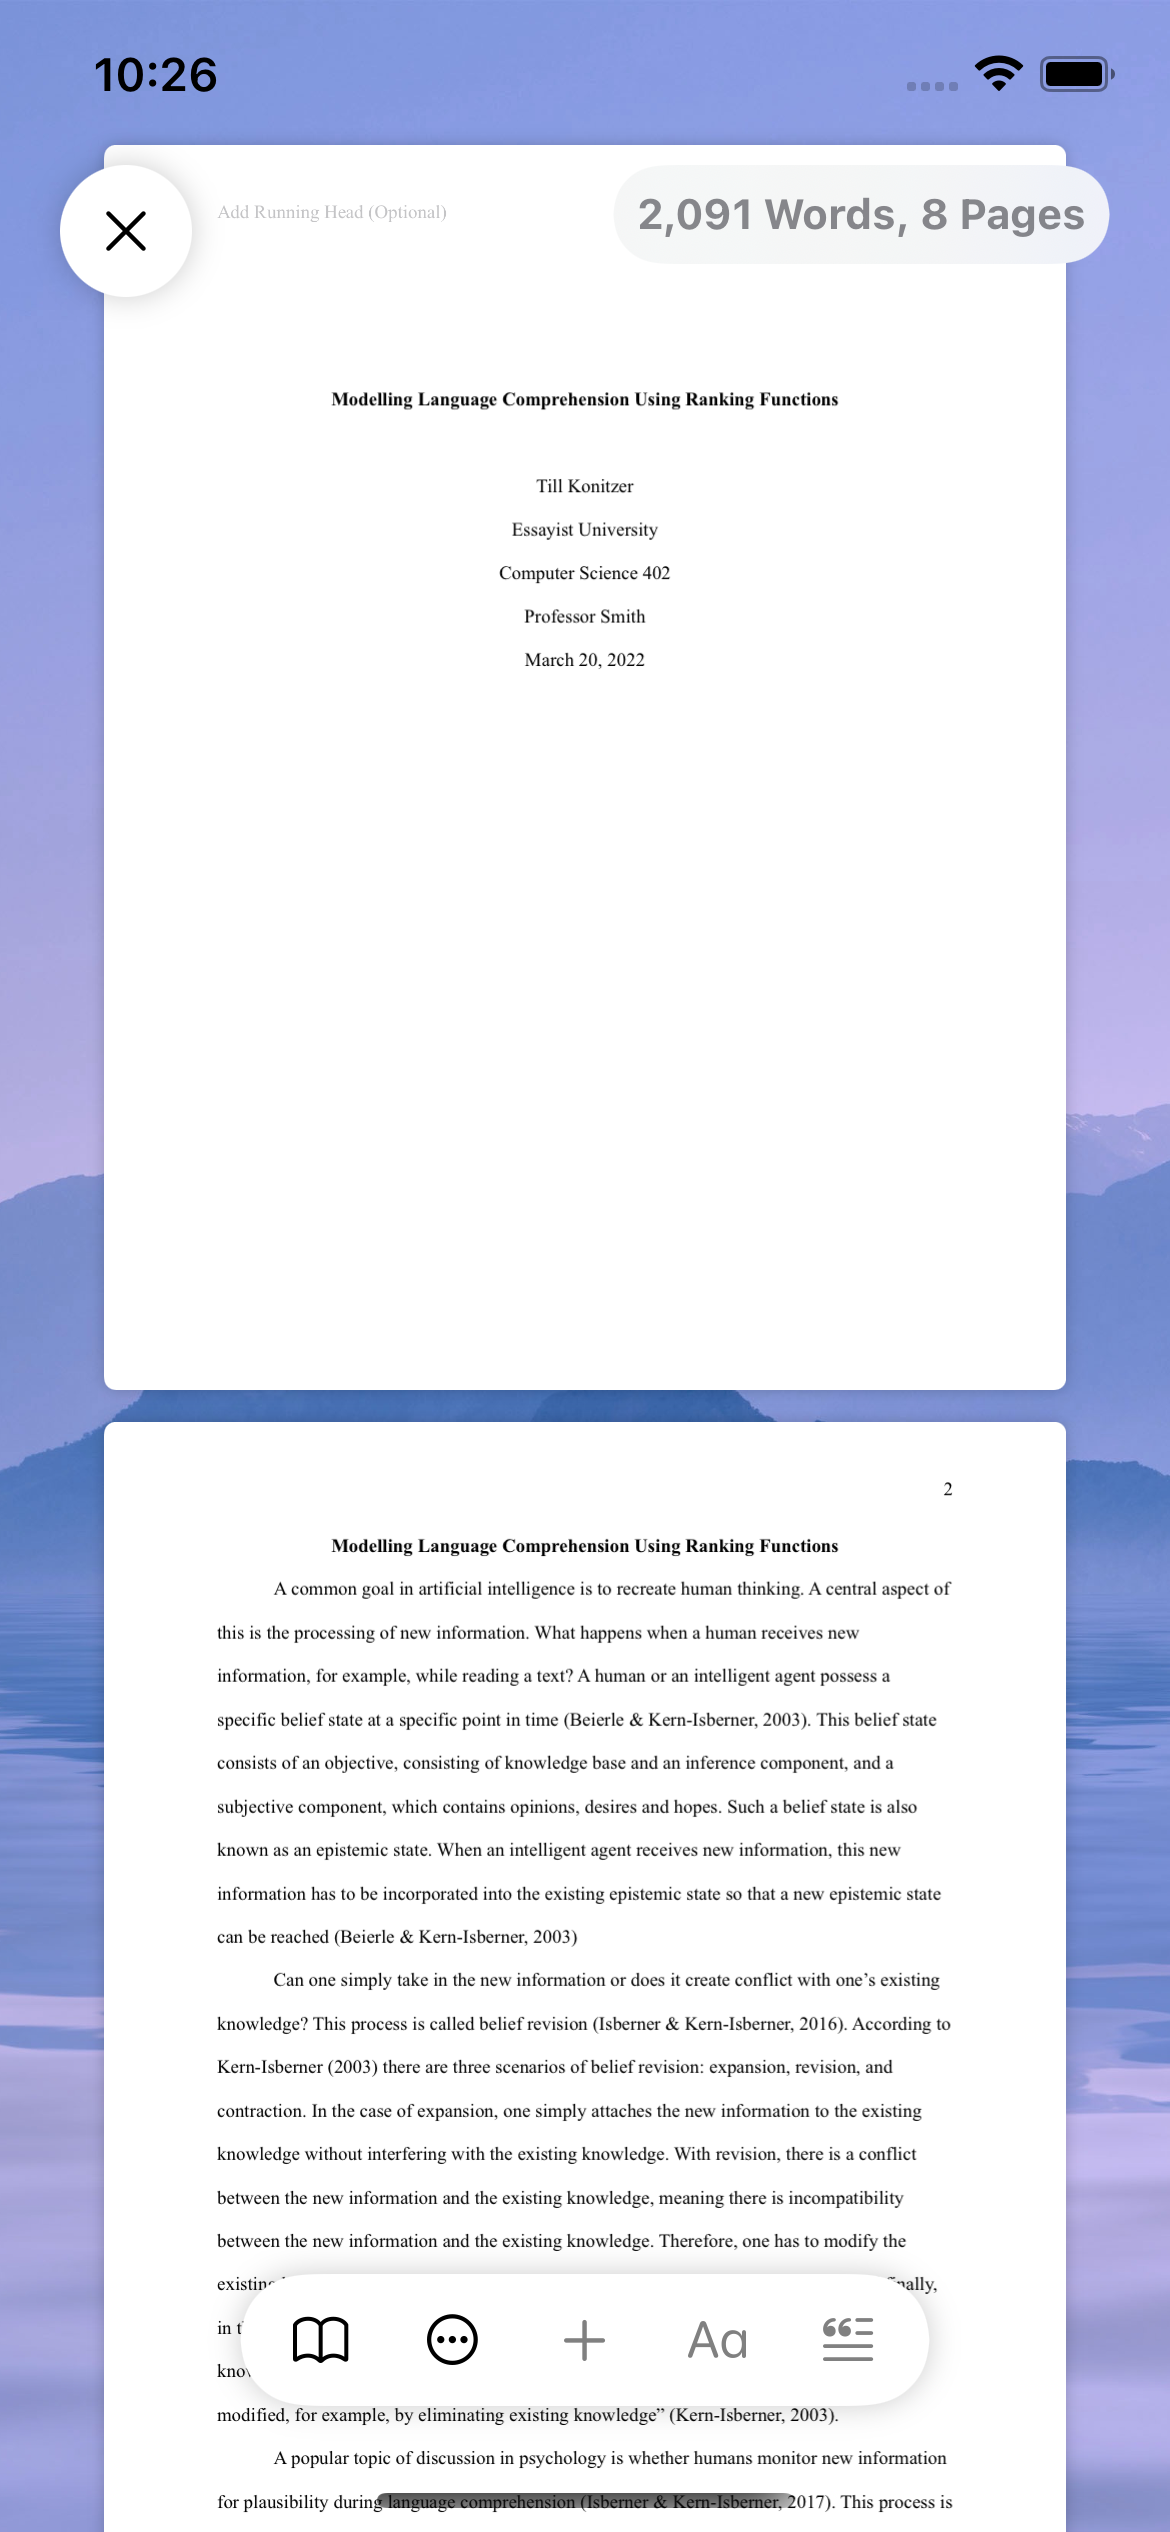 10:26
Add Running Head (Optional)
2,091 Words, 8 Pages
Modelling Language Comprehension Using Ranking Functions
Till Konitzer
Essayist University
Computer Science 402
Professor Smith
March 20, 2022
2
Modelling Language Comprehension Using Ranking Functions
A common goal in artificial intelligence is to recreate human thinking. A central aspect of
this is the processing of new information. What happens when a human receives new
information, for example, while reading a text? A human or an intelligent agent possess a
specific belief state at a specific point in time (Beierle & Kern-Isberner, 2003). This belief state
consists of an objective, consisting of knowledge base and an inference component, and a
subjective component, which contains opinions, desires and hopes. Such a belief state is also
known as an epistemic state. When an intelligent agent receives new information, this new
information has to be incorporated into the existing epistemic state so that a new epistemic state
can be reached (Beierle & Kern-Isberner, 2003)
Can one simply take in the new information or does it create conflict with one’s existing
knowledge? This process is called belief revision (Isberner & Kern-Isberner, 2016). According to
Kern-Isberner (2003) there are three scenarios of belief revision: expansion, revision, and
contraction. In the case of expansion, one simply attaches the new information to the existing
knowledge without interfering with the existing knowledge. With revision, there is a conflict
between the new information and the existing knowledge, meaning there is incompatibility
between the new information and the existing knowledge. Therefore, one has to modify the
existing
in
Aa
modified, for example, by eliminating existing knowledge” (Kern-Isberner, 2003).
A popular topic of discussion in psychology is whether humans monitor new information
for plausibility during language comprehension (Isberner & Kern-Isberner, 2017). This process is